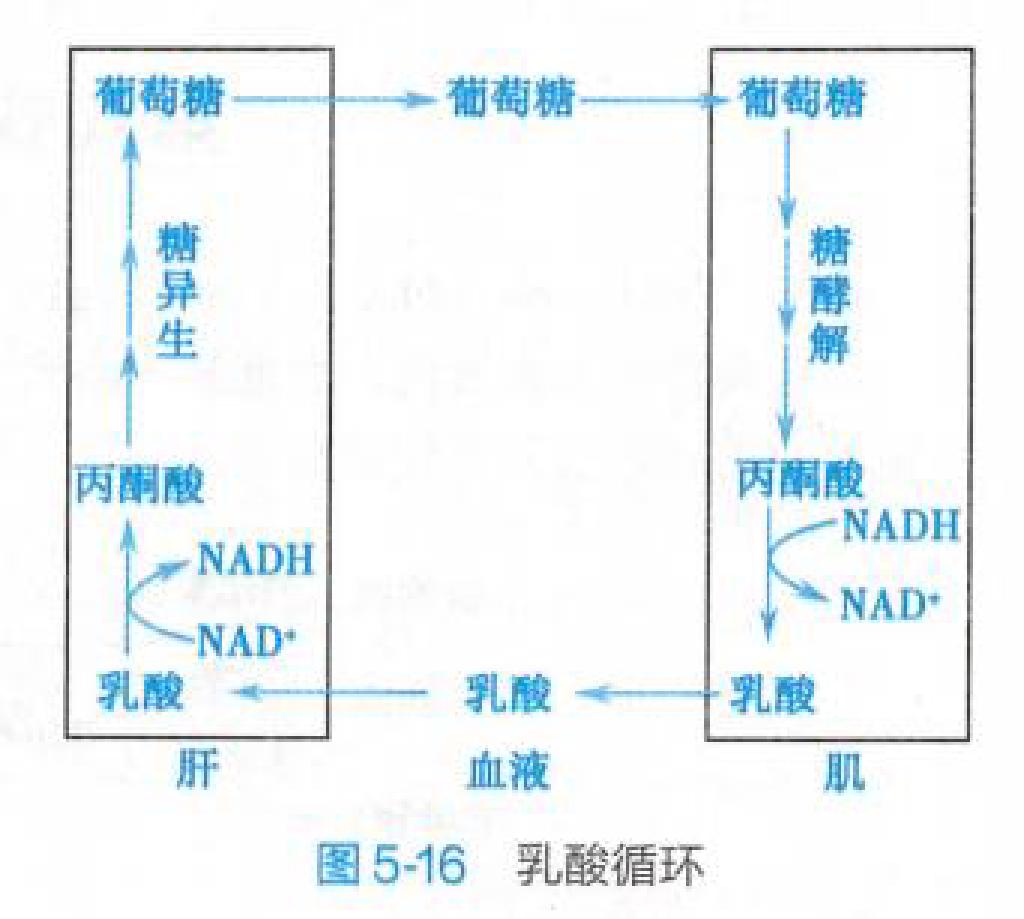 葡萄糖 葡萄糖 葡萄糖
糖异生
糖酵解
丙酮酸
丙酮酸
NADH
NADH
NAD⁺
NAD⁺
乳酸 乳酸 乳酸
肝 血液 肌
图 5-16 乳酸循环